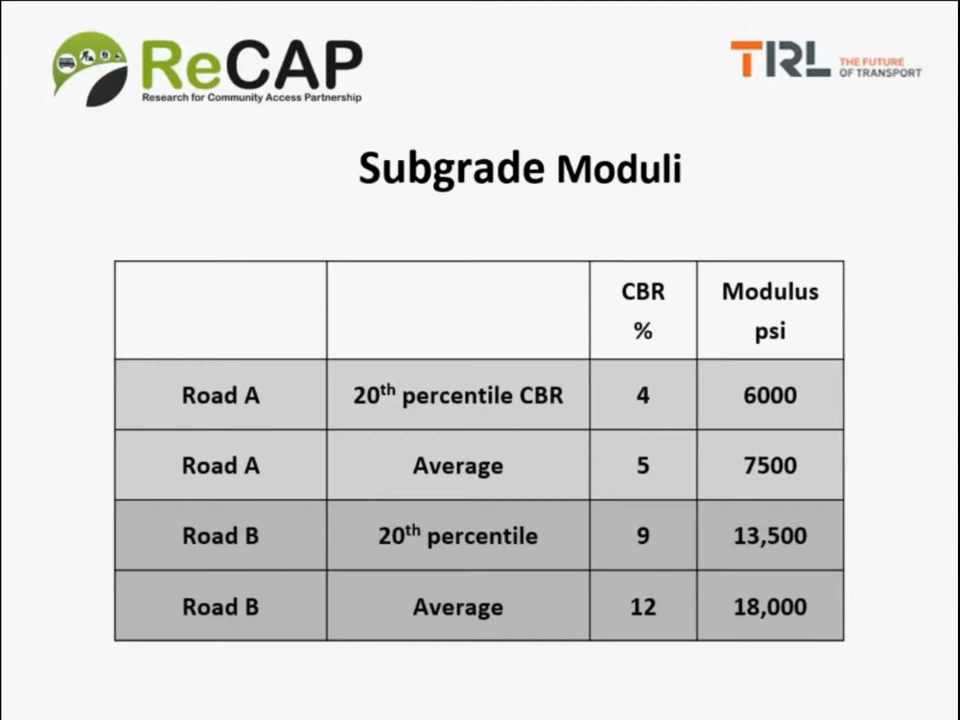 ReCAP
Research for Community Access Partnership
TRL THE FUTURE
OF TRANSPORT
Subgrade Moduli
CBR
%
Modulus
psi
Road A 20th percentile CBR 4 6000
Road A Average 5 7500
Road B 20th percentile 9 13,500
Road B Average 12 18,000